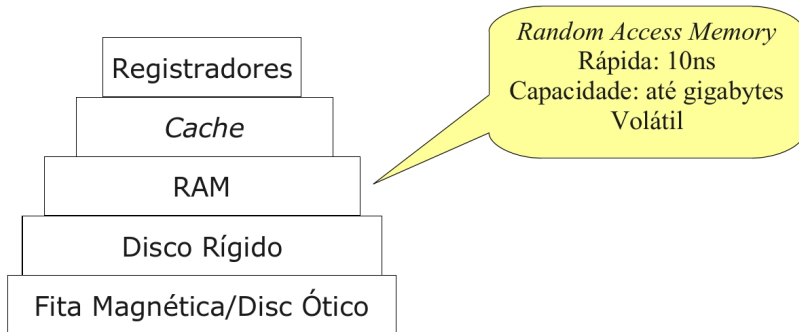 Registradores
Cache
RAM
Disco Rígido
Fita Magnética/Disc Ótico
Random Access Memory
Rápida: 10ns
Capacidade: até gigabytes
Volátil